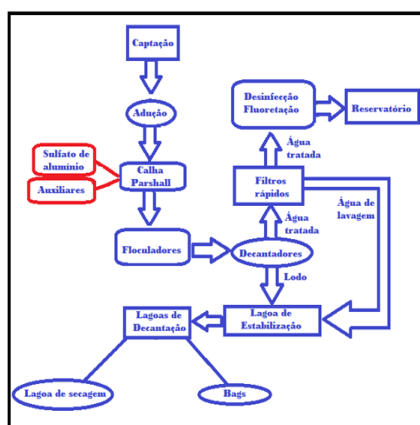 Captação
Adução
Sulfato de
alumínio
Auxiliares
Calha
Parshall
Floculadores
Decantadores
Água
tratada
Filtros
rápidos
Água
tratada
Desinfecção
Fluoretação
Reservatório
Água de
lavagem
Lodo
Lagoa de
Estabilização
Lagoas de
Decantação
Lagoa de secagem
Bags